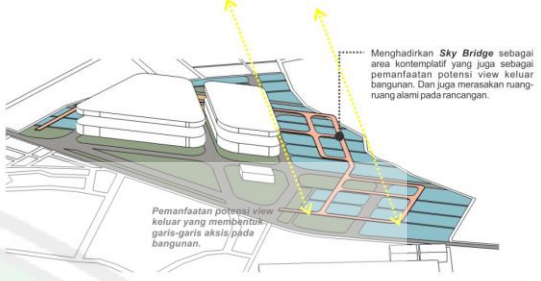 Menghadirkan Sky Bridge sebagai
area kontemplatif yang juga sebagai
pemanfaatan potensi view keluar
bangunan. Dan juga merasakan ruang-
ruang alami pada rancangan.
Pemanfaatan potensi view
keluar yang membentuk
garis-garis aksis pada
bangunan.